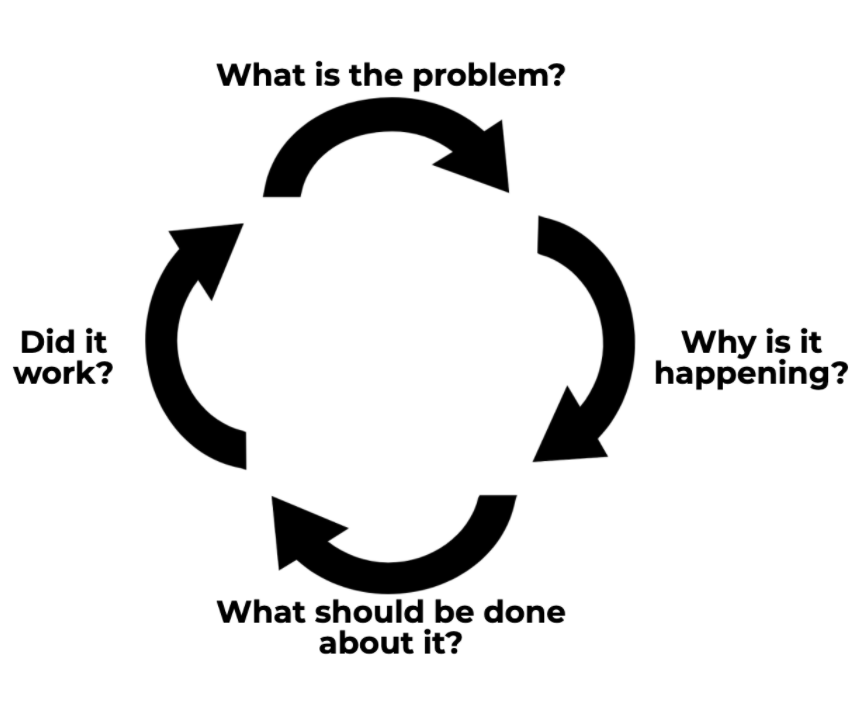 What is the problem?
Why is it
happening?
What should be done
about it?
Did it
work?